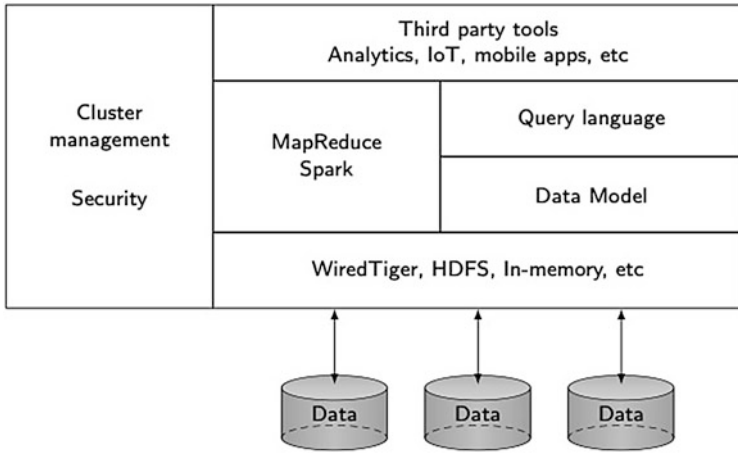 Third party tools
Analytics, IoT, mobile apps, etc
Cluster
management
Security
MapReduce
Spark
Query language
Data Model
WiredTiger, HDFS, In-memory, etc
Data
Data
Data